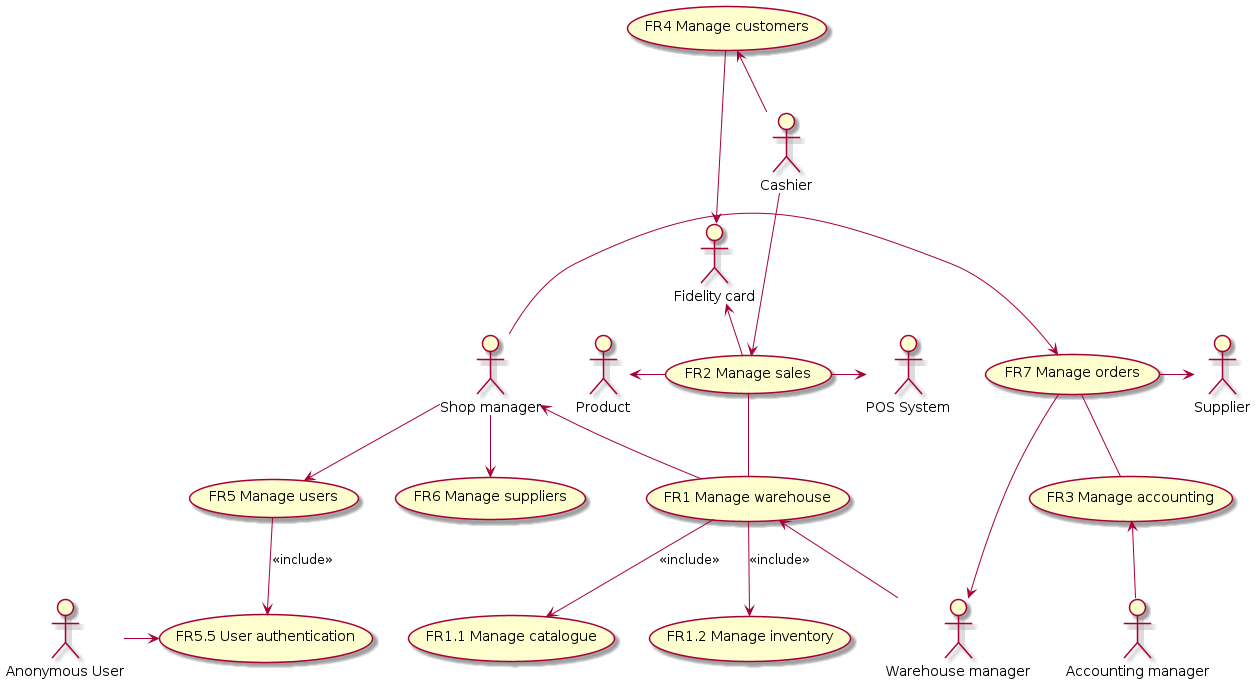 FR4 Manage customers
Cashier
Fidelity card
Shop manager
Product
FR2 Manage sales
POS System
FR7 Manage orders
Supplier
FR5 Manage users
FR6 Manage suppliers
FR1 Manage warehouse
FR3 Manage accounting
«include»
«include»
«include»
Anonymous User
FR5.5 User authentication
FR1.1 Manage catalogue
FR1.2 Manage inventory
Warehouse manager
Accounting manager